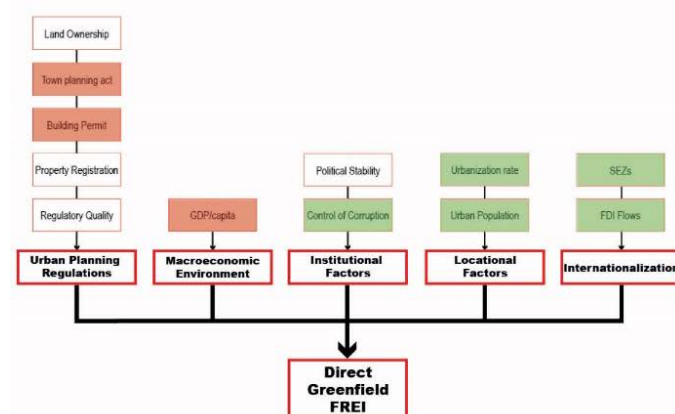 Land Ownership
Town planning act
Building Permit
Property Registration
Political Stability
Urbanization rate
SEZs
Regulatory Quality
GDP/capita
Control of Corruption
Urban Population
FDI Flows
Urban Planning
Regulations
Macroeconomic
Environment
Institutional
Factors
Locational
Factors
Internationalization
Direct
Greenfield
FREI